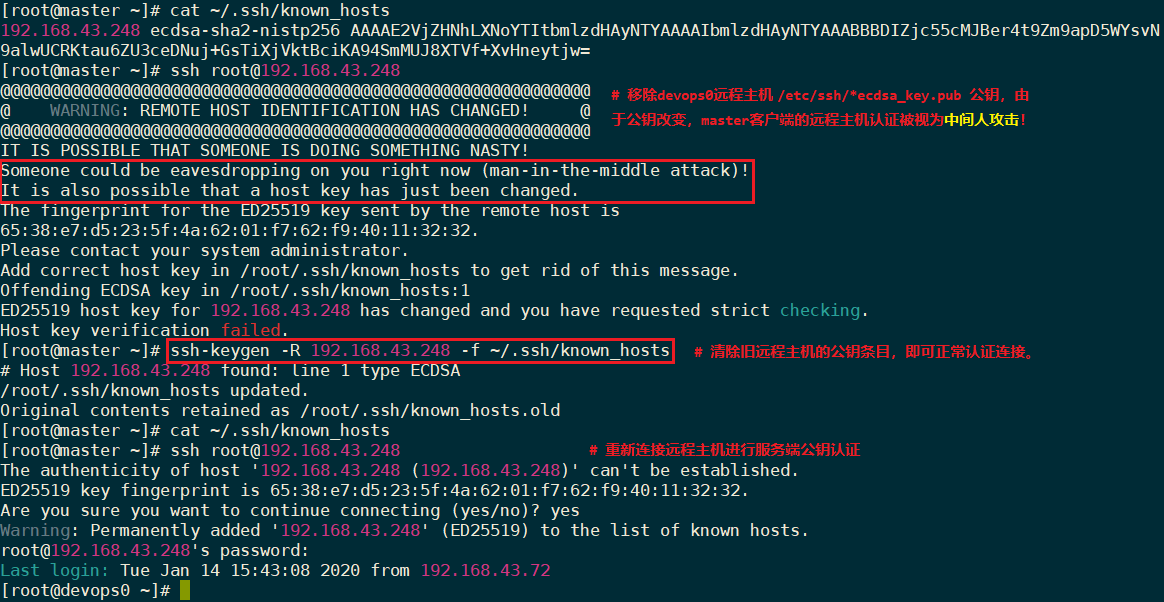 [root@master ~]# cat ~/.ssh/known_hosts
192.168.43.248 ecdsa-sha2-nistp256 AAAAE2VjZHNhLXNoYTItbmlzdHAyNTYAAAAIbmlzdHAyNTYAAABBBDIZjc55cMJBer4t9Zm9apD5WYsvN
9alwUCRKtau6ZU3ceDNuj+GsTiXjVktBciKA94SmMUJ8XTVf+XvHneytjw=
[root@master ~]# ssh root@192.168.43.248
@@@@@@@@@@@@@@@@@@@@@@@@@@@@@@@@@@@@@@@@@@@@@@@@@@@@@@@@@@@
@    WARNING: REMOTE HOST IDENTIFICATION HAS CHANGED!     @
@@@@@@@@@@@@@@@@@@@@@@@@@@@@@@@@@@@@@@@@@@@@@@@@@@@@@@@@@@@
# 移除devops0远程主机 /etc/ssh/*ecdsa_key.pub 公钥，由
于公钥改变，master客户端的远程主机认证被视为中间人攻击！
IT IS POSSIBLE THAT SOMEONE IS DOING SOMETHING NASTY!
Someone could be eavesdropping on you right now (man-in-the-middle attack)!
It is also possible that a host key has just been changed.
The fingerprint for the ED25519 key sent by the remote host is
65:38:e7:d5:23:5f:4a:62:01:f7:62:f9:40:11:32:32.
Please contact your system administrator.
Add correct host key in /root/.ssh/known_hosts to get rid of this message.
Offending ECDSA key in /root/.ssh/known_hosts:1
ED25519 host key for 192.168.43.248 has changed and you have requested strict checking.
Host key verification failed.
[root@master ~]# ssh-keygen -R 192.168.43.248 -f ~/.ssh/known_hosts # 清除旧远程主机的公钥条目，即可正常认证连接。
# Host 192.168.43.248 found: line 1 type ECDSA
/root/.ssh/known_hosts updated.
Original contents retained as /root/.ssh/known_hosts.old
[root@master ~]# cat ~/.ssh/known_hosts
[root@master ~]# ssh root@192.168.43.248 # 重新连接远程主机进行服务端公钥认证
The authenticity of host '192.168.43.248 (192.168.43.248)' can't be established.
ED25519 key fingerprint is 65:38:e7:d5:23:5f:4a:62:01:f7:62:f9:40:11:32:32.
Are you sure you want to continue connecting (yes/no)? yes
Warning: Permanently added '192.168.43.248' (ED25519) to the list of known hosts.
root@192.168.43.248's password:
Last login: Tue Jan 14 15:43:08 2020 from 192.168.43.72
[root@devops0 ~]#